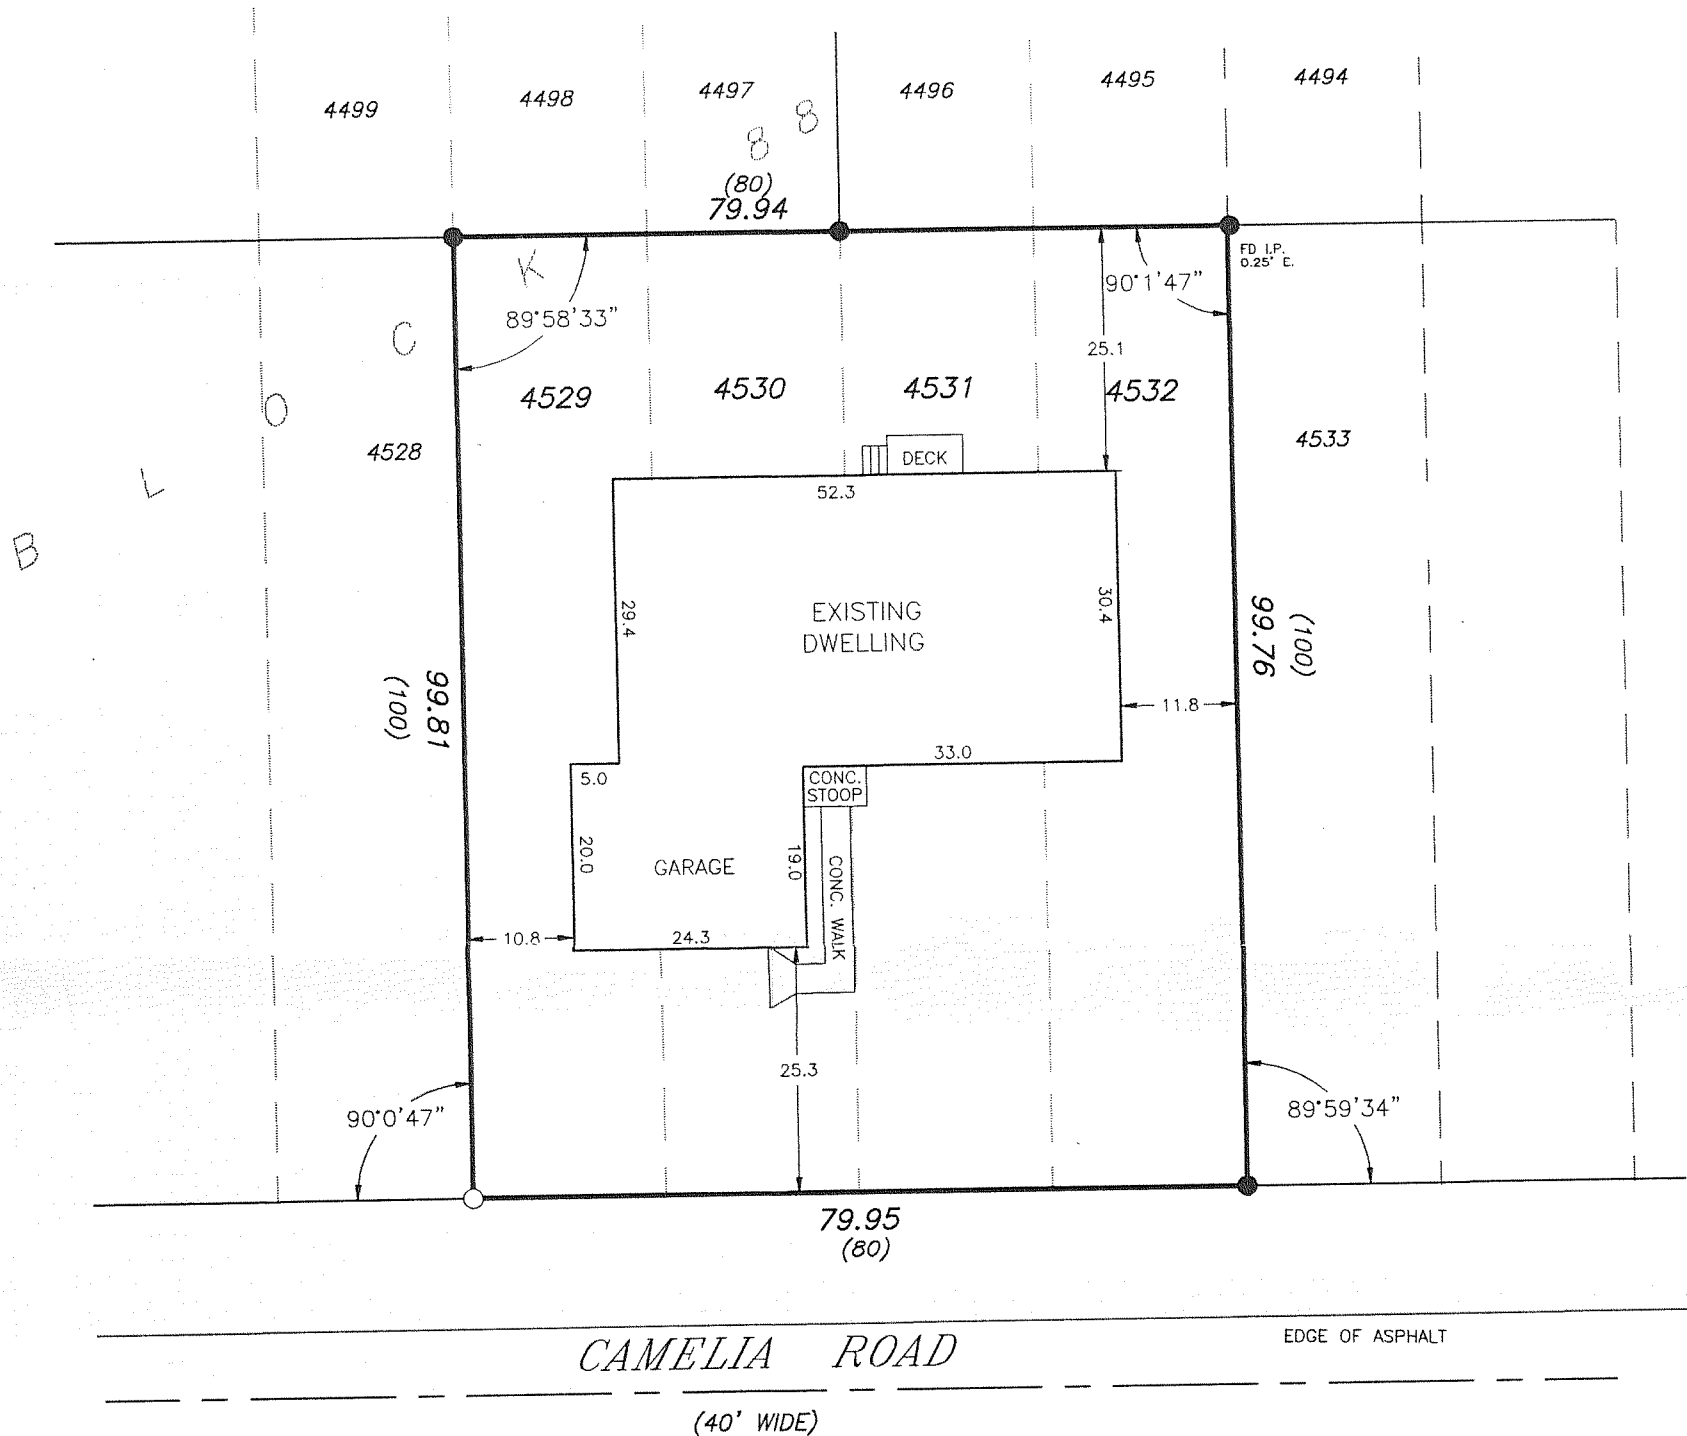 4499
4498
4497
4496
4495
4494
B L O C K 8 8
(80)
79.94
FD I.P.
0.25' E.
89°58'33"
90°1'47"
25.1
4528
4529
4530
4531
4532
4533
DECK
52.3
29.4
EXISTING
DWELLING
30.4
99.81
(100)
99.76
(100)
11.8
33.0
5.0
CONC.
STOOP
20.0
GARAGE
19.0
CONC. WALK
10.8
24.3
25.3
90°0'47"
89°59'34"
79.95
(80)
CAMELIA ROAD
EDGE OF ASPHALT
(40' WIDE)